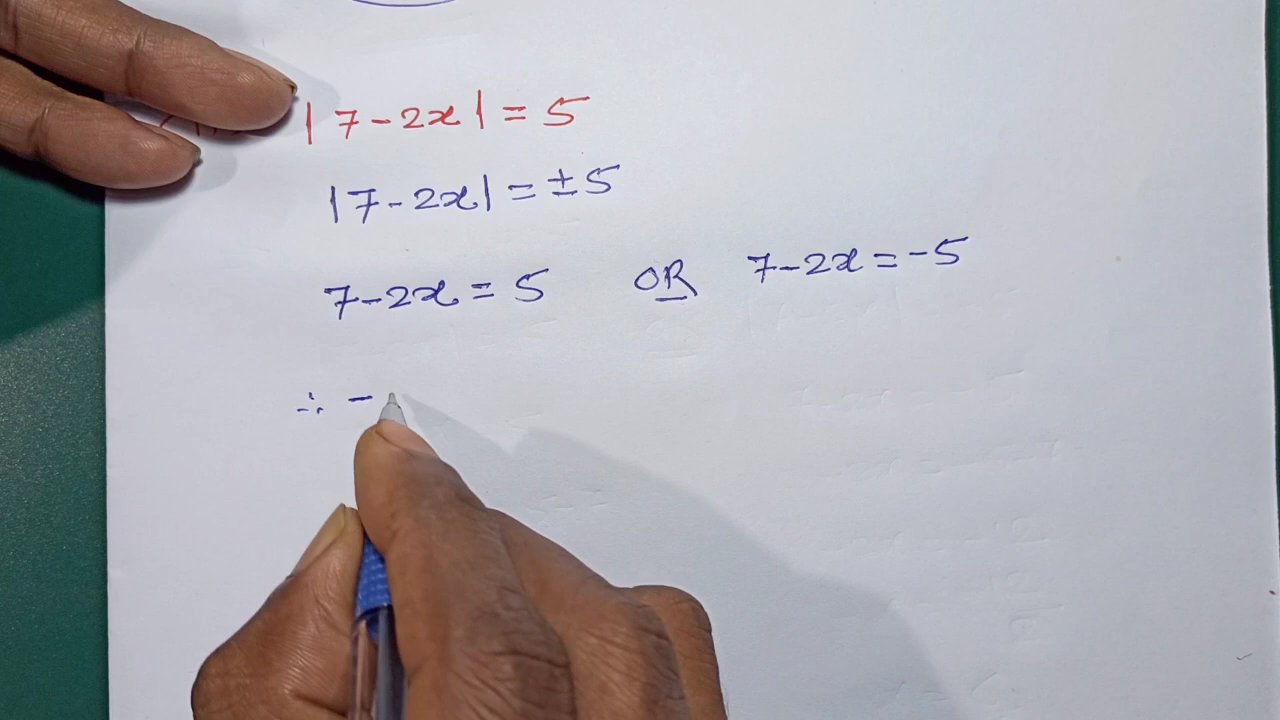 |7-2x| = 5
|7-2x| = ±5
7-2x = 5 OR 7-2x = -5
∴ -